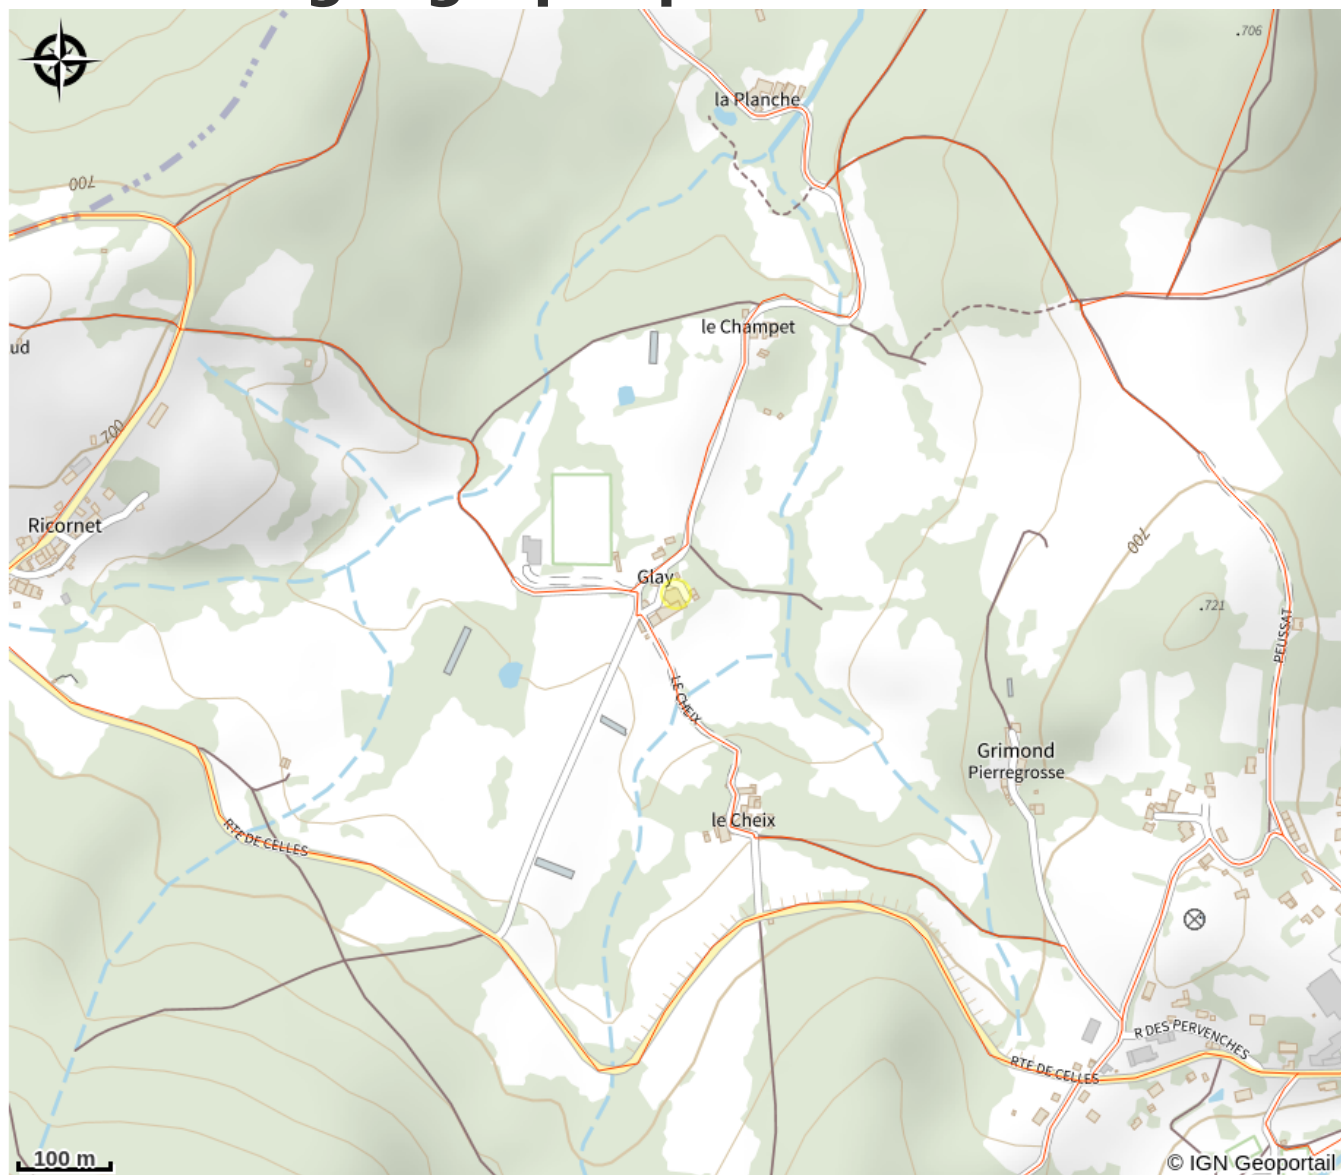 706
la Planche
700
le Champet
ud
700
Ricornet
700
Glay
721
PEUSSAT
LE CHEIX
Grimond
Pierregrosse
le Cheix
RTE DE CELLES
R DES PERVENCHES
RTE DE CELLES
100 m
© IGN Geoportail